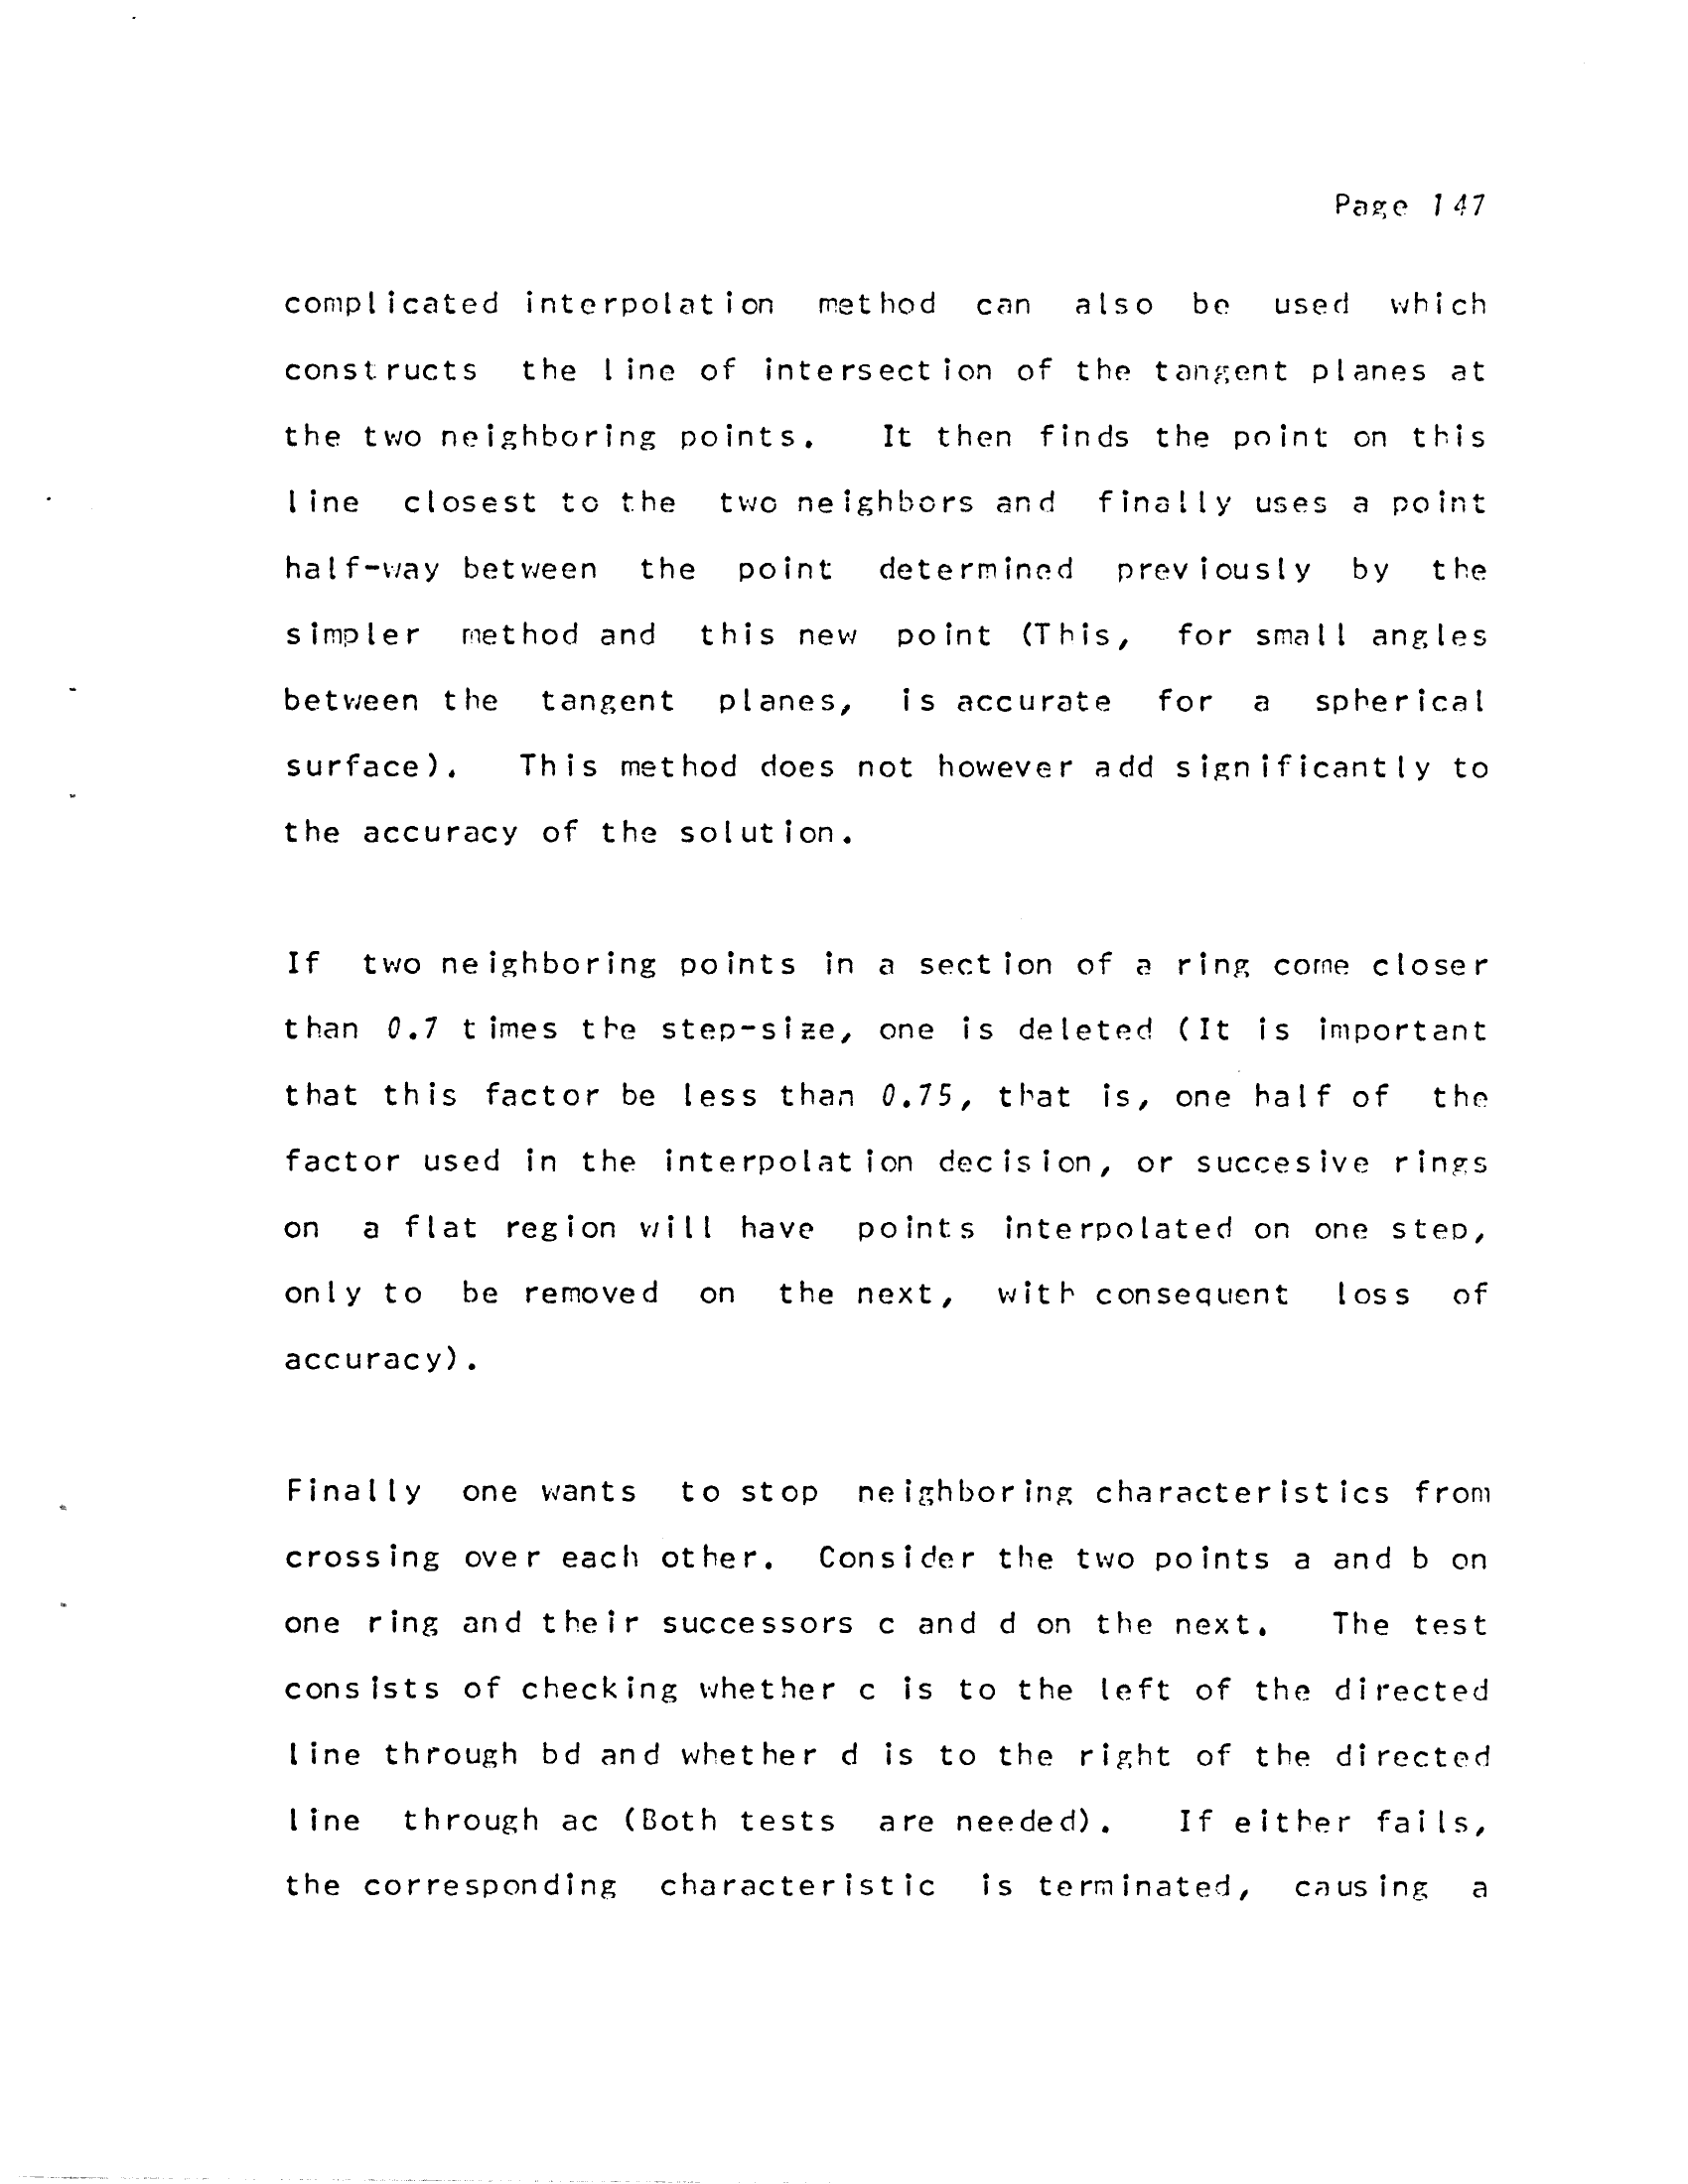 Page 147
complicated interpolation method can also be used which
constructs the line of intersection of the tangent planes at
the two neighboring points. It then finds the point on this
line closest to the two neighbors and finally uses a point
half-way between the point determined previously by the
simpler method and this new point (This, for small angles
between the tangent planes, is accurate for a spherical
surface). This method does not however add significantly to
the accuracy of the solution.
If two neighboring points in a section of a ring come closer
than 0.7 times the step-size, one is deleted (It is important
that this factor be less than 0.75, that is, one half of the
factor used in the interpolation decision, or succesive rings
on a flat region will have points interpolated on one step,
only to be removed on the next, with consequent loss of
accuracy).
Finally one wants to stop neighboring characteristics from
crossing over each other. Consider the two points a and b on
one ring and their successors c and d on the next. The test
consists of checking whether c is to the left of the directed
line through bd and whether d is to the right of the directed
line through ac (Both tests are needed). If either fails,
the corresponding characteristic is terminated, causing a